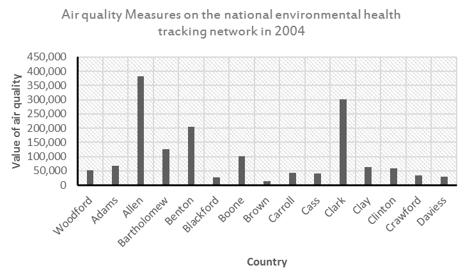 Air quality Measures on the national environmental health
tracking network in 2004
Value of air quality
450,000
400,000
350,000
300,000
250,000
200,000
150,000
100,000
50,000
0
Woodford
Adams
Allen
Bartholomew
Benton
Blackford
Boone
Brown
Carroll
Cass
Clark
Clay
Clinton
Crawford
Daviess
Country